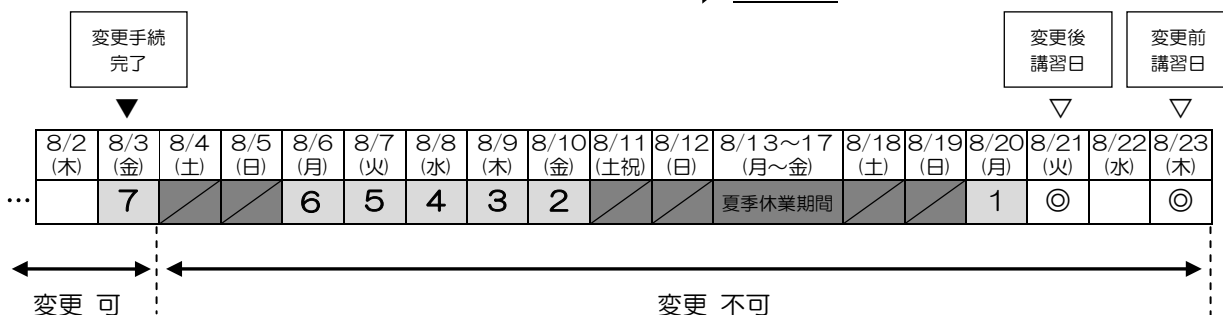 変更手続
完了
変更後
講習日
変更前
講習日
▼ ▽ ▽
8/2 8/3 8/4 8/5 8/6 8/7 8/8 8/9 8/10 8/11 8/12 8/13～17 8/18 8/19 8/20 8/21 8/22 8/23
(木) (金) (土) (日) (月) (火) (水) (木) (金) (土祝) (日) (月～金) (土) (日) (月) (火) (水) (木)
… 7 6 5 4 3 2 夏季休業期間 1 ◎ ◎
変更 可 変更 不可